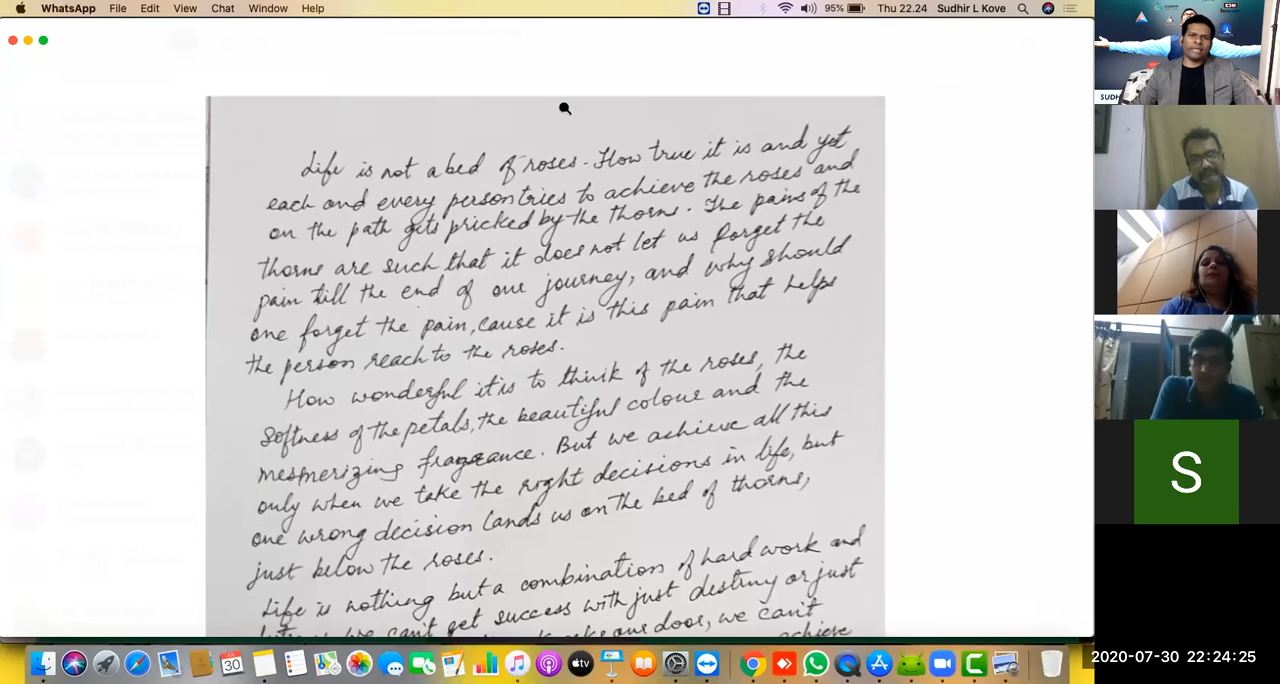 WhatsApp File Edit View Chat Window Help 95% Thu 22.24 Sudhir L Kove
Life is not a bed of roses. How true it is and yet
each and every person tries to achieve the roses and
on the path gets pricked by the thorns. The pains of the
thorns are such that it does not let us forget the
pain till the end of our journey, and why should
one forget the pain, cause it is this pain that helps
the person reach to the roses.
How wonderful it is to think of the roses, the
softness of the petals, the beautiful colour and the
mesmerizing fragrance. But we achieve all this
only when we take the right decisions in life, but
one wrong decision lands us on the bed of thorns,
just below the roses.
Life is nothing but a combination of hard work and
we can't get success with just destiny or just
our door, we can't
achieve
SUDH
S
30
tv
2020-07-30 22:24:25